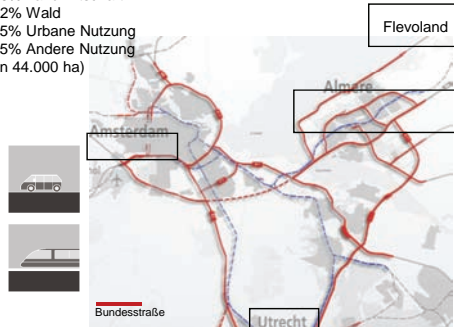 2% Wald
5% Urbane Nutzung
5% Andere Nutzung
n 44.000 ha)
Flevoland
Almere
Amsterdam
Bundesstraße
Utrecht